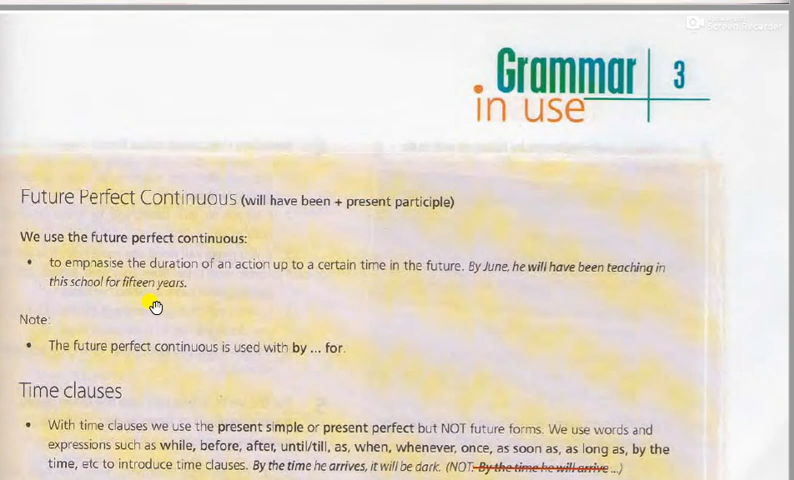 Screen Recorder
Grammar 3
in use
Future Perfect Continuous (will have been + present participle)
We use the future perfect continuous:
• to emphasise the duration of an action up to a certain time in the future. By June, he will have been teaching in
this school for fifteen years.
Note:
• The future perfect continuous is used with by ... for.
Time clauses
• With time clauses we use the present simple or present perfect but NOT future forms. We use words and
expressions such as while, before, after, until/till, as, when, whenever, once, as soon as, as long as, by the
time, etc to introduce time clauses. By the time he arrives, it will be dark. (NOT: By the time he will arrive ...)